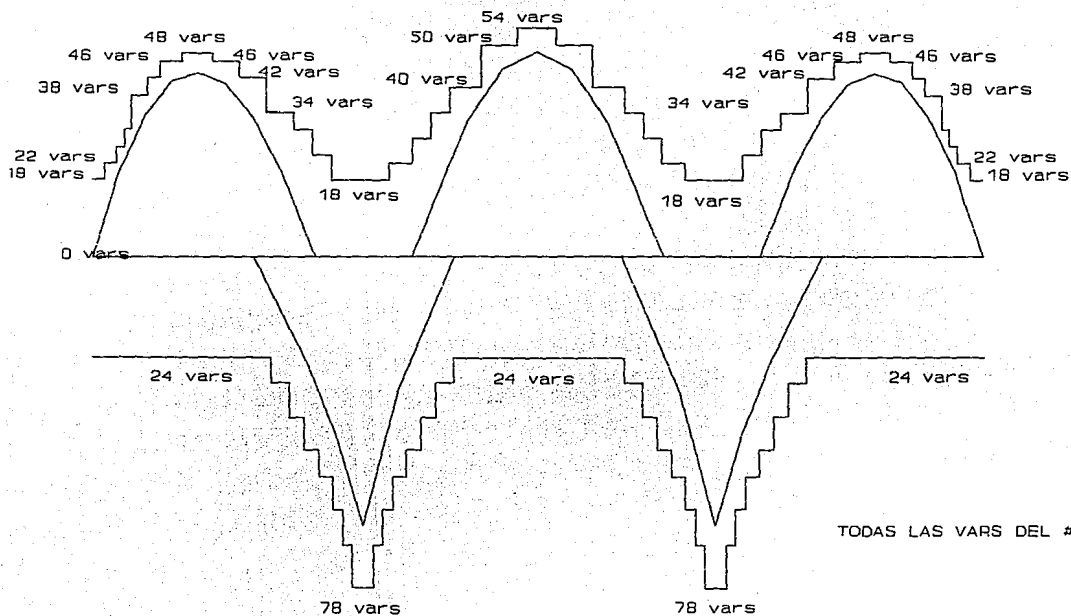 54 vars
48 vars
50 vars
48 vars
46 vars
46 vars
46 vars
46 vars
42 vars
40 vars
42 vars
38 vars
38 vars
34 vars
34 vars
22 vars
22 vars
18 vars
18 vars
18 vars
18 vars
0 vars
24 vars
24 vars
24 vars
TODAS LAS VARS DEL #
78 vars
78 vars